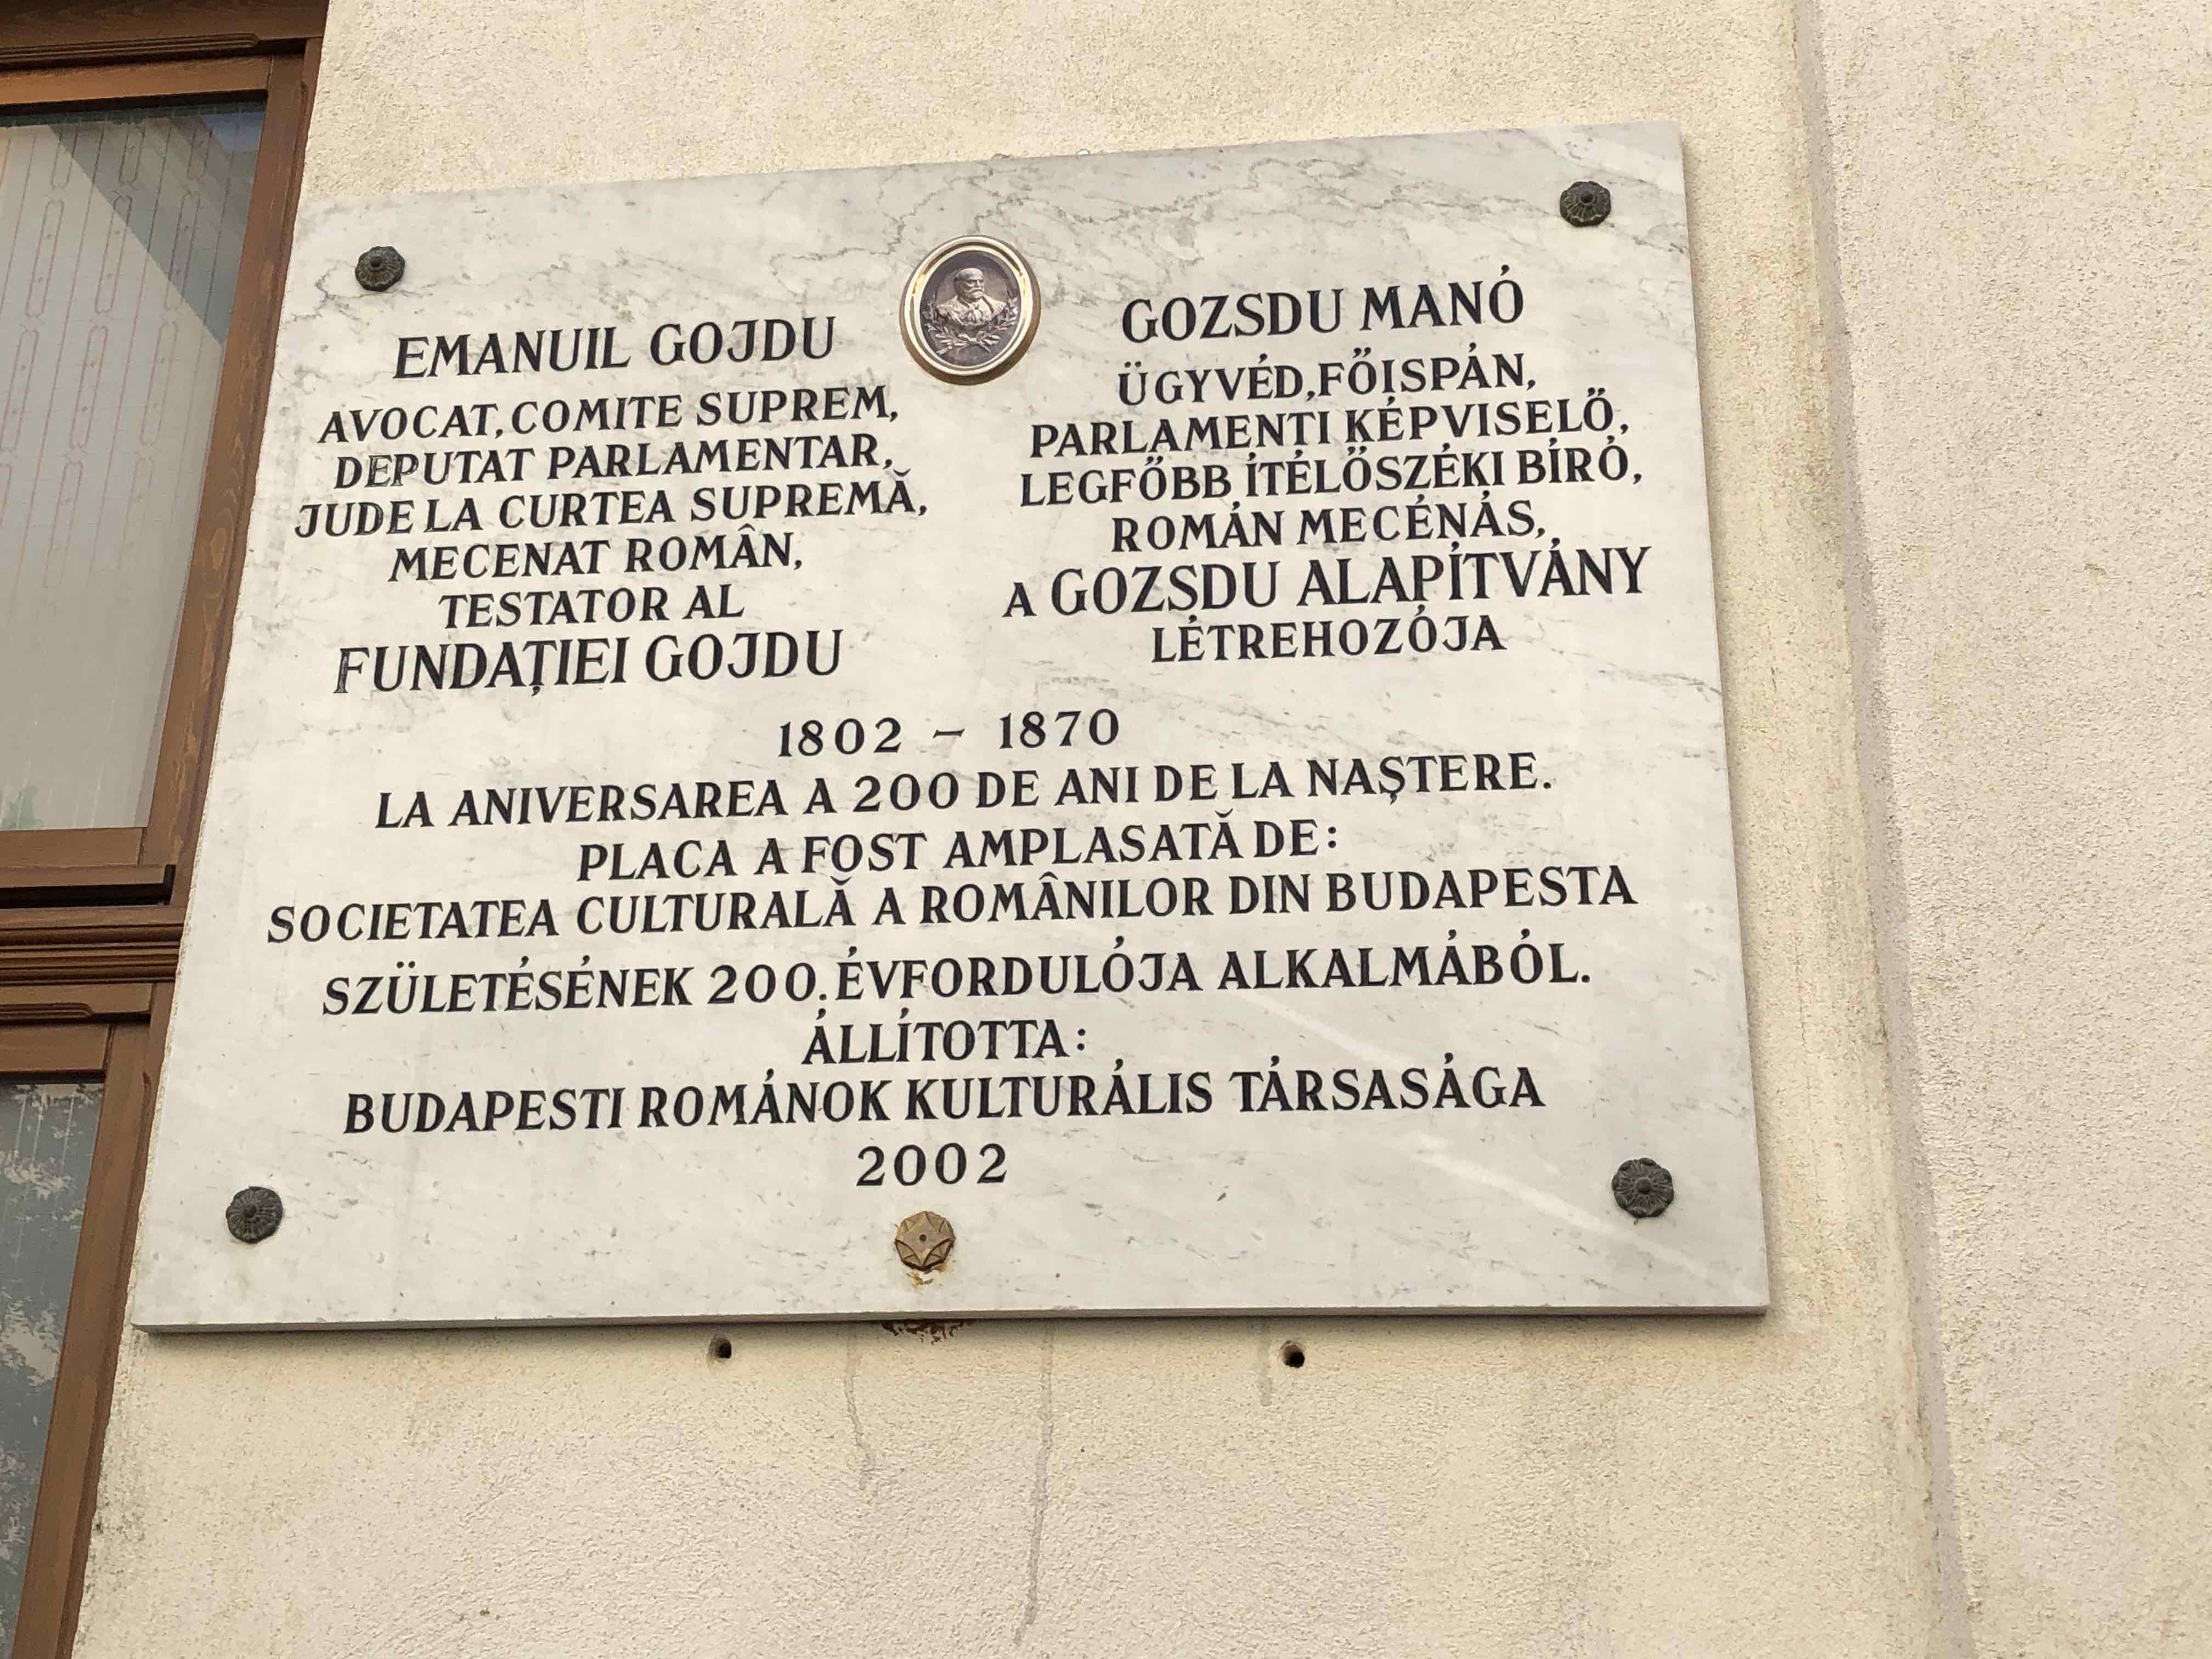 EMANUIL GOJDU
AVOCAT, COMITE SUPREM,
DEPUTAT PARLAMENTAR,
JUDE LA CURTEA SUPREMĂ,
MECENAT ROMÂN,
TESTATOR AL
FUNDAȚIEI GOJDU
GOZSDU MANÓ
ÜGYVÉD, FŐISPÁN,
PARLAMENTI KÉPVISELŐ,
LEGFŐBB ÍTÉLŐSZÉKI BÍRÓ,
ROMÁN MECÉNÁS,
A GOZSDU ALAPÍTVÁNY
LÉTREHOZÓJA
1802 - 1870
LA ANIVERSAREA A 200 DE ANI DE LA NAȘTERE.
PLACA A FOST AMPLASATĂ DE:
SOCIETATEA CULTURALĂ A ROMÂNILOR DIN BUDAPESTA
SZÜLETÉSÉNEK 200. ÉVFORDULÓJA ALKALMÁBÓL.
ÁLLÍTOTTA:
BUDAPESTI ROMÁNOK KULTURÁLIS TÁRSASÁGA
2002